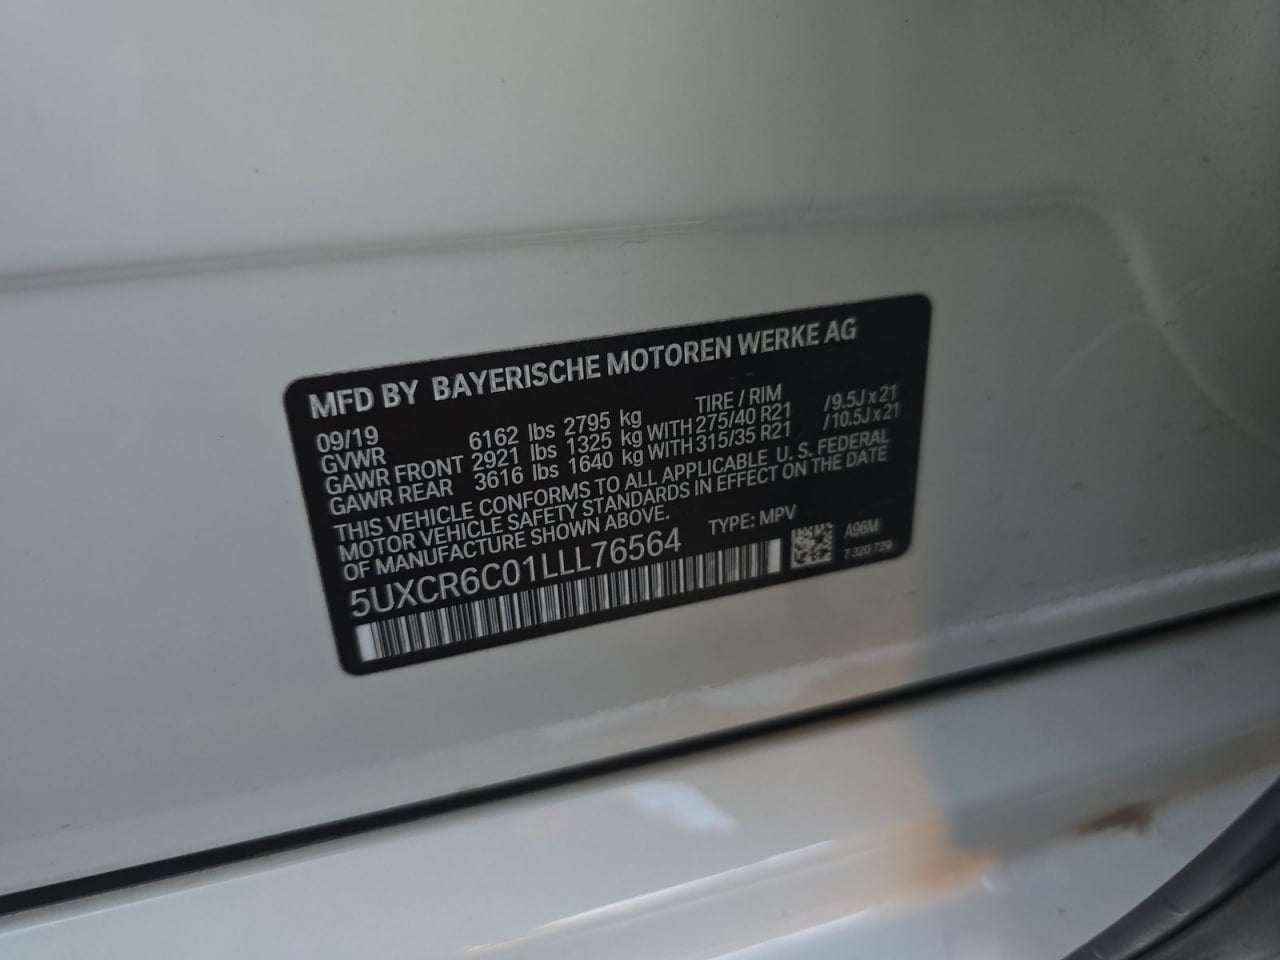 MFD BY BAYERISCHE MOTOREN WERKE AG
09/19 TIRE / RIM
GVWR 6162 lbs 2795 kg
GAWR FRONT 2921 lbs 1325 kg WITH 275/40 R21 /9.5J x 21
GAWR REAR 3616 lbs 1640 kg WITH 315/35 R21 /10.5J x 21
THIS VEHICLE CONFORMS TO ALL APPLICABLE U. S. FEDERAL
MOTOR VEHICLE SAFETY STANDARDS IN EFFECT ON THE DATE
OF MANUFACTURE SHOWN ABOVE.
5UXCR6C01LLL76564 TYPE: MPV
A96M
7 320 729